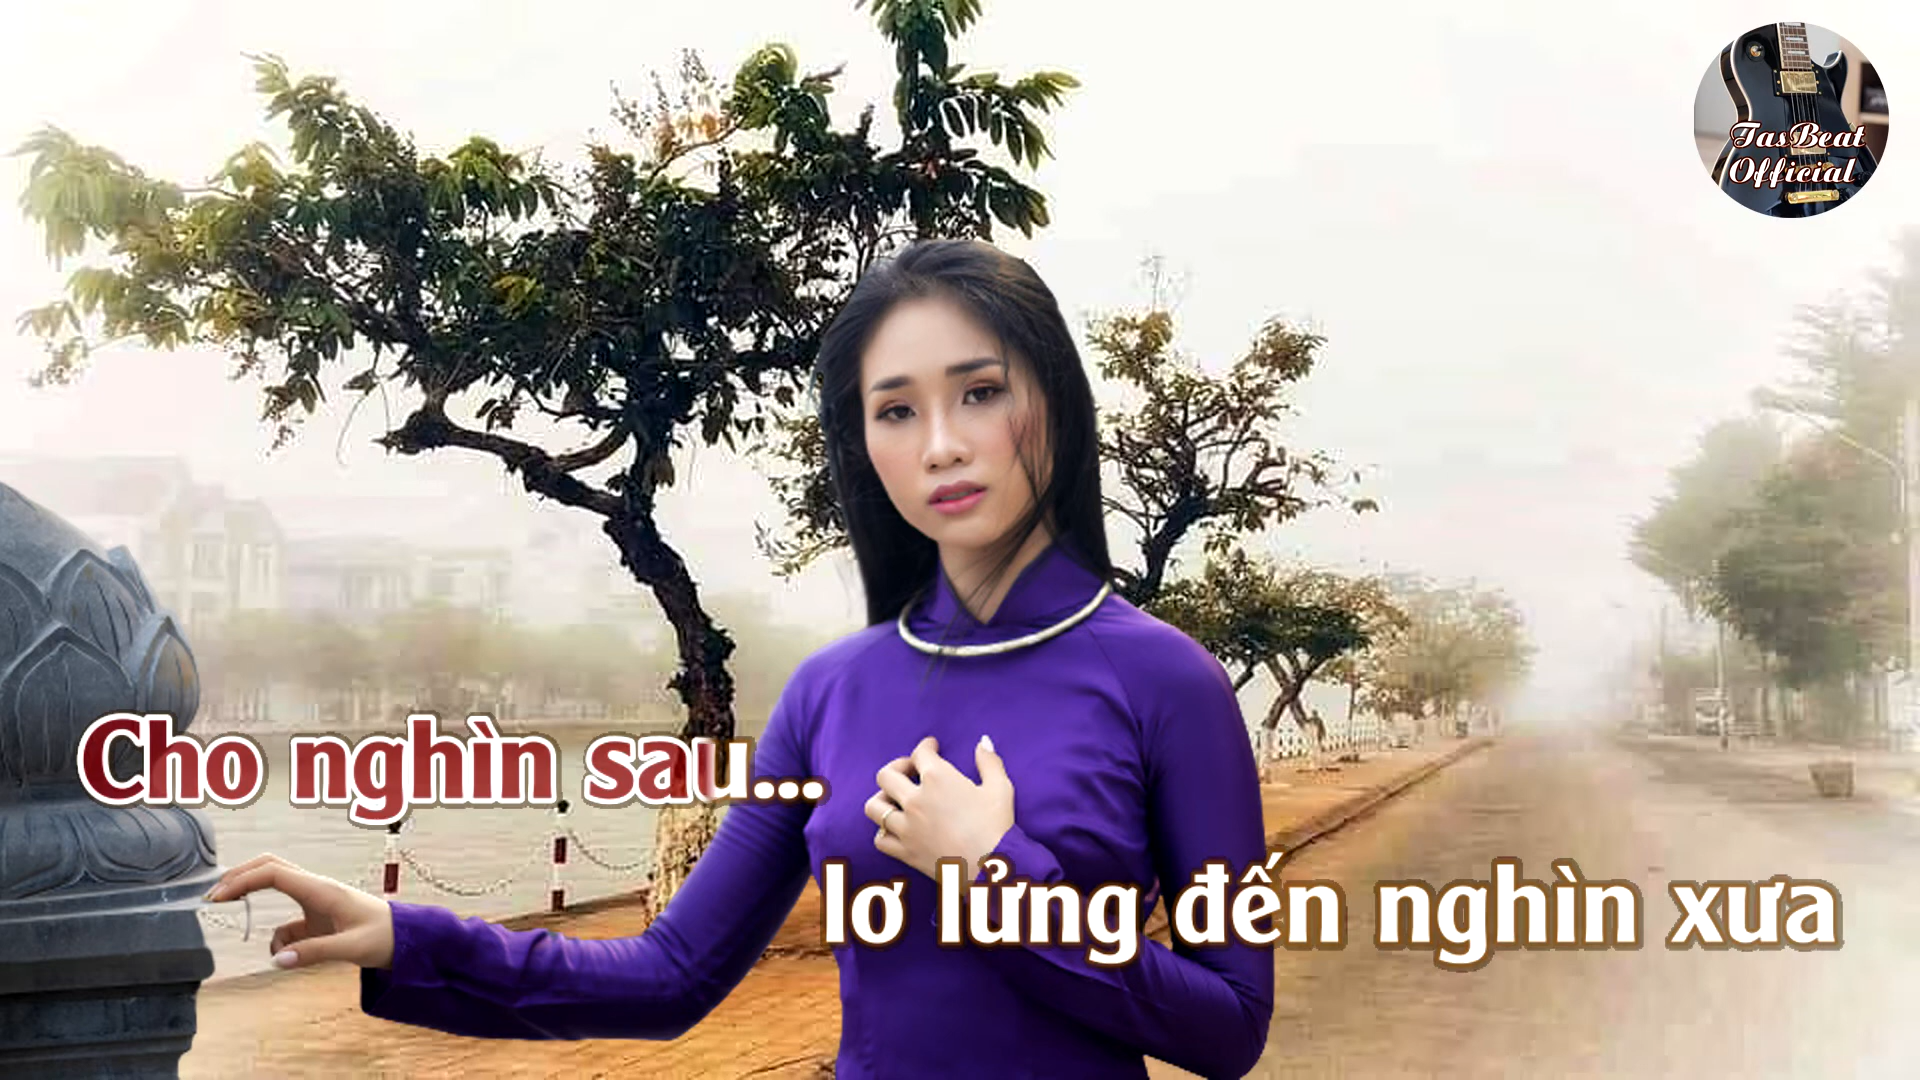 TasBeat
Official
Cho nghìn sau...
lơ lửng đến nghìn xưa